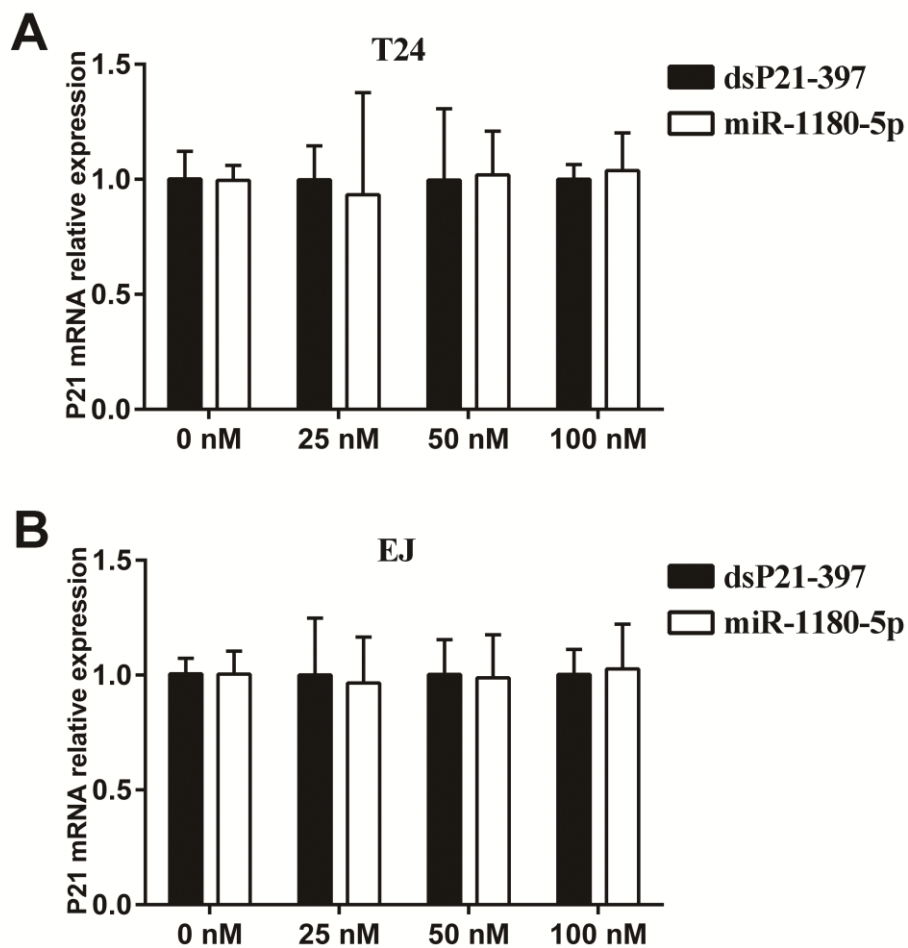 A
T24
dsP21-397
miR-1180-5p
P21 mRNA relative expression
1.5
1.0
0.5
0.0
0 nM 25 nM 50 nM 100 nM
B
EJ
dsP21-397
miR-1180-5p
P21 mRNA relative expression
1.5
1.0
0.5
0.0
0 nM 25 nM 50 nM 100 nM